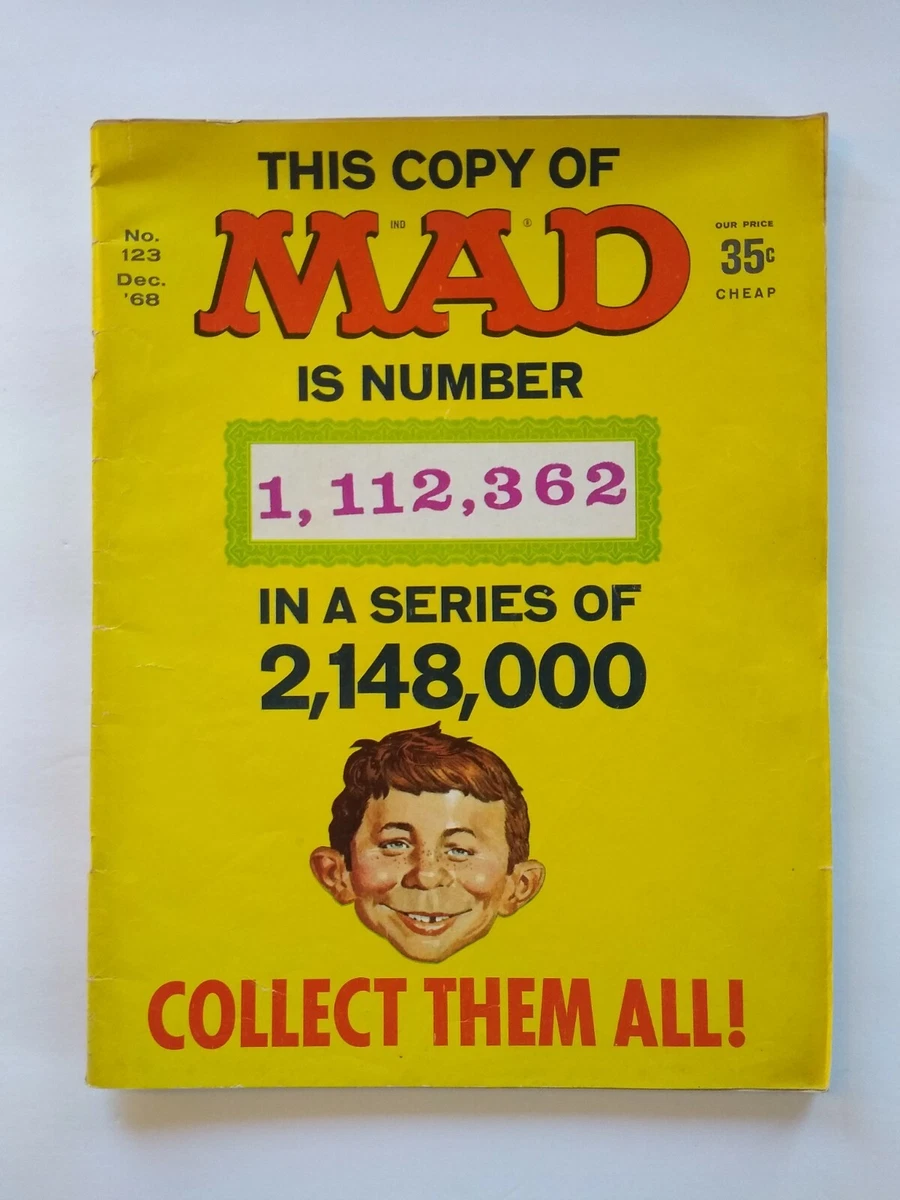 THIS COPY OF
No.
123
Dec.
'68
MAD
IND
®
OUR PRICE
35c
CHEAP
IS NUMBER
1,112,362
IN A SERIES OF
2,148,000
COLLECT THEM ALL!